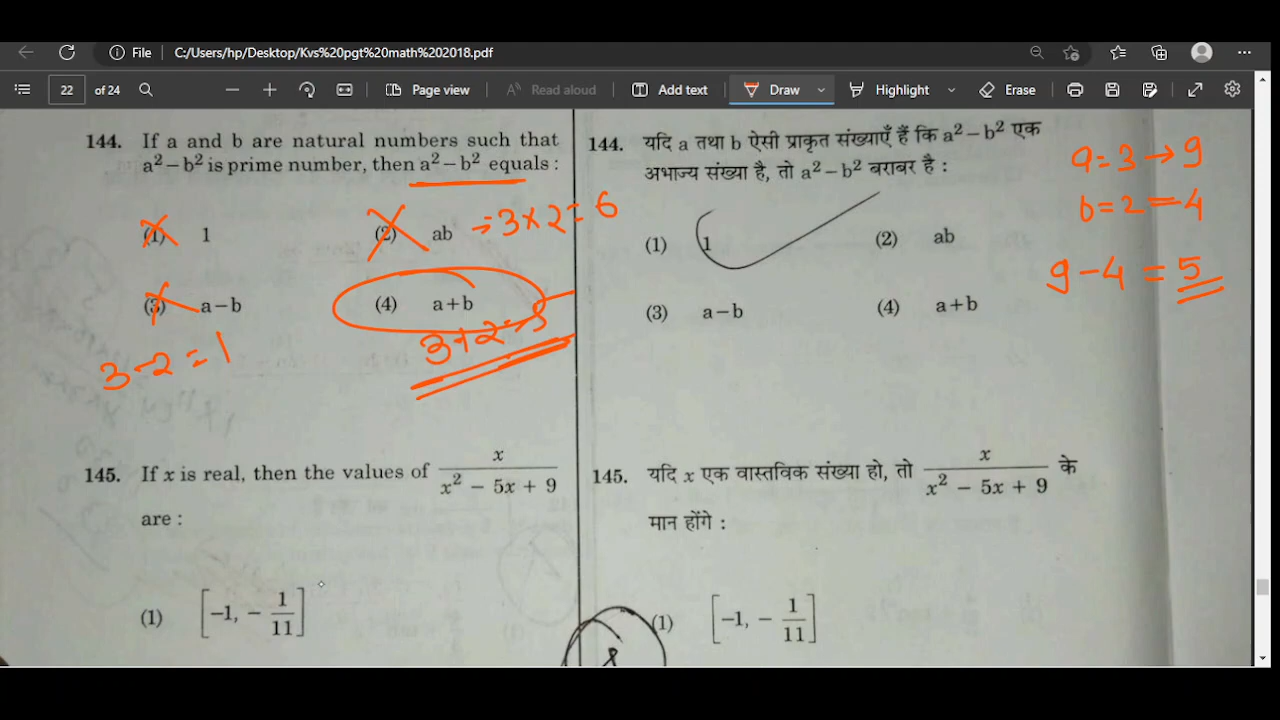 File C:/Users/hp/Desktop/Kvs%20pgt%20math%202018.pdf
22 of 24 Page view Read aloud Add text Draw Highlight Erase
144. If a and b are natural numbers such that
a² – b² is prime number, then a² – b² equals :
(1) 1 (2) ab = 3 × 2 = 6
(3) a – b (4) a + b
3 - 2 = 1 3 + 2 = 5
145. If x is real, then the values of x / (x² – 5x + 9)
are :
(1) [–1, – 1/11]
144. यदि a तथा b ऐसी प्राकृत संख्याएँ हैं कि a² – b² एक
अभाज्य संख्या है, तो a² – b² बराबर है :
(1) 1 (2) ab
(3) a – b (4) a + b
a = 3 → 9
b = 2 = 4
9 - 4 = 5
145. यदि x एक वास्तविक संख्या हो, तो x / (x² – 5x + 9) के
मान होंगे :
(1) [–1, – 1/11]